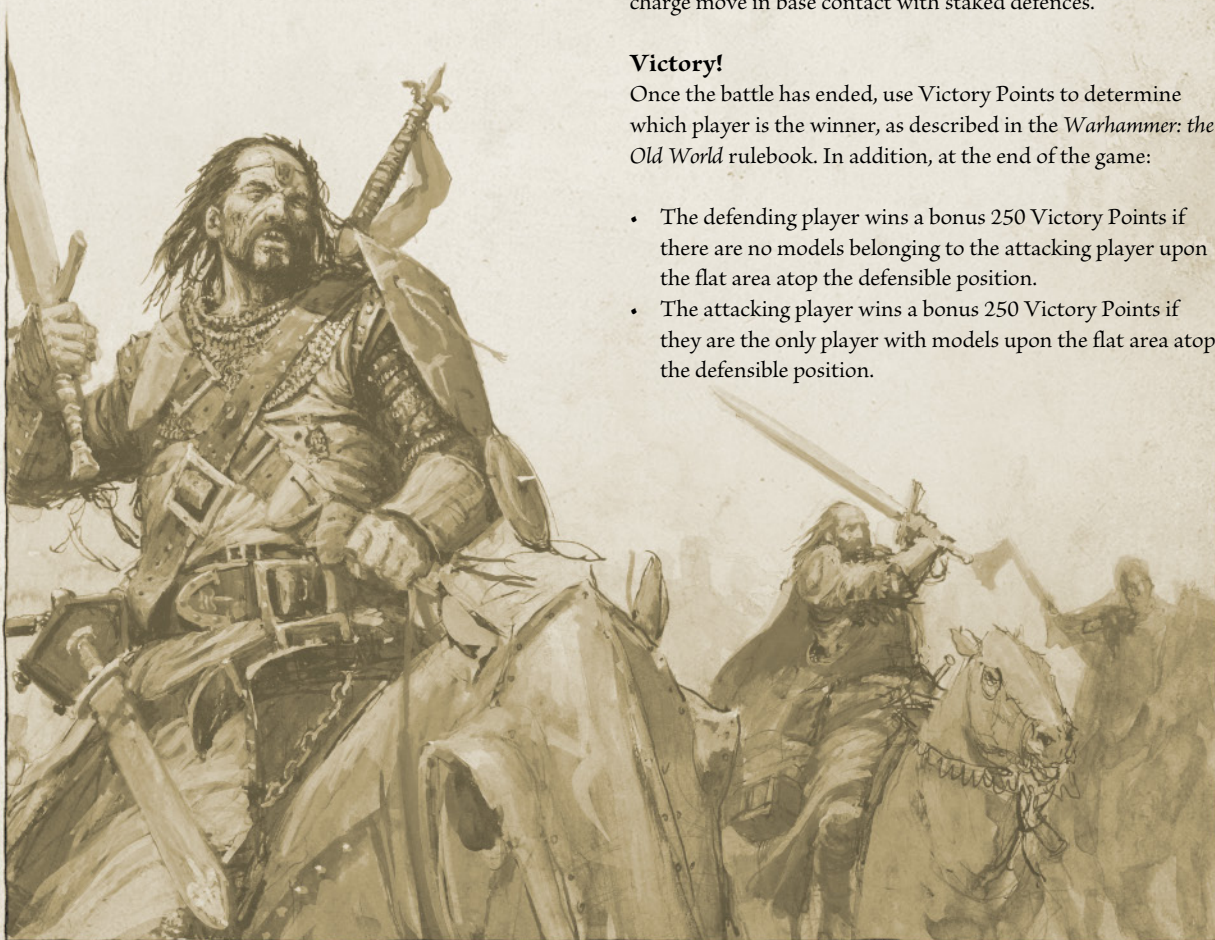 charge move in base contact with staked defences.
Victory!
Once the battle has ended, use Victory Points to determine
which player is the winner, as described in the Warhammer: the
Old World rulebook. In addition, at the end of the game:
• The defending player wins a bonus 250 Victory Points if
there are no models belonging to the attacking player upon
the flat area atop the defensible position.
• The attacking player wins a bonus 250 Victory Points if
they are the only player with models upon the flat area atop
the defensible position.